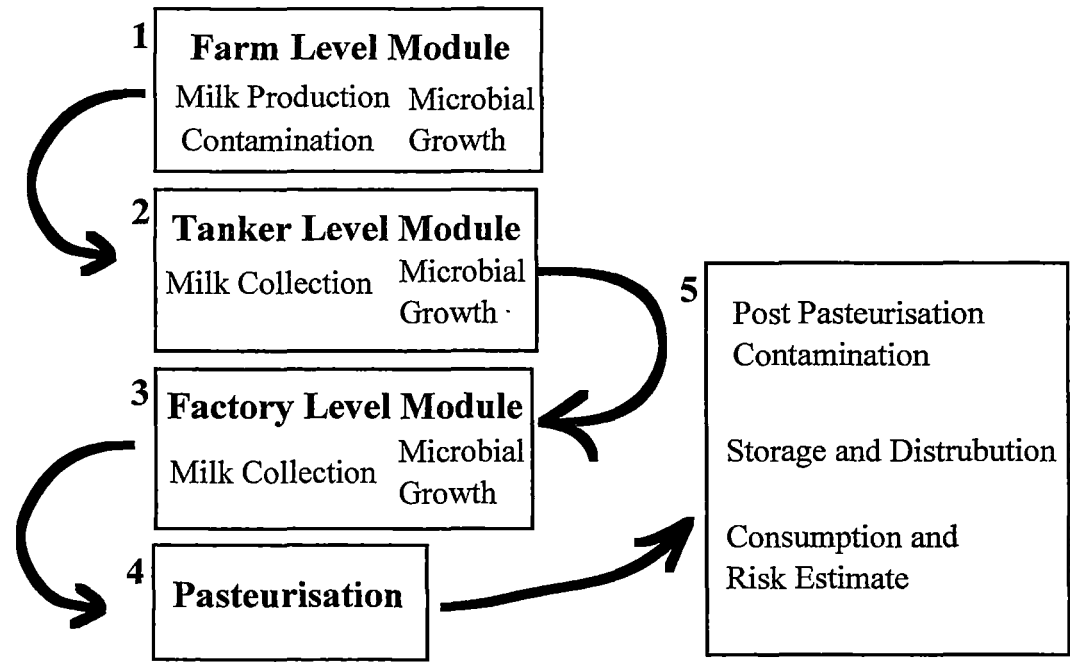 1
Farm Level Module
Milk Production Microbial
Contamination Growth
2
Tanker Level Module
Milk Collection Microbial
Growth
3
Factory Level Module
Milk Collection Microbial
Growth
4
Pasteurisation
5
Post Pasteurisation
Contamination
Storage and Distrubution
Consumption and
Risk Estimate